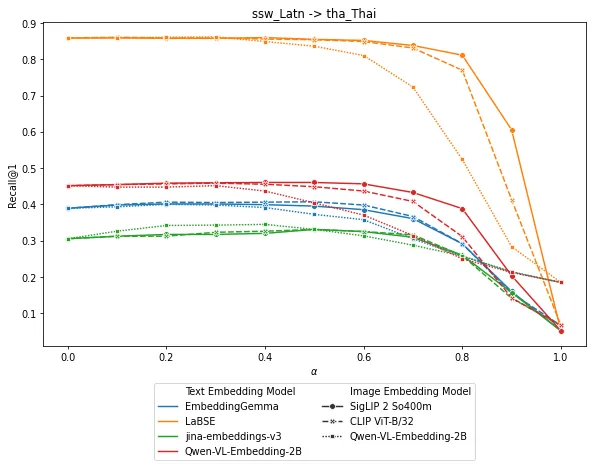 ssw_Latn -> tha_Thai
Recall@1
0.9
0.8
0.7
0.6
0.5
0.4
0.3
0.2
0.1
0.0 0.2 0.4 0.6 0.8 1.0
α
Text Embedding Model Image Embedding Model
EmbeddingGemma SigLIP 2 So400m
LaBSE CLIP ViT-B/32
jina-embeddings-v3 Qwen-VL-Embedding-2B
Qwen-VL-Embedding-2B